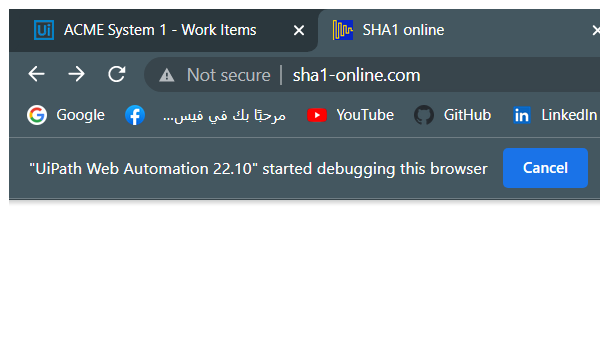 Ui ACME System 1 - Work Items SHA1 online
Not secure | sha1-online.com
Google مرحبًا بك في فيس... YouTube GitHub LinkedIn
"UiPath Web Automation 22.10" started debugging this browser Cancel